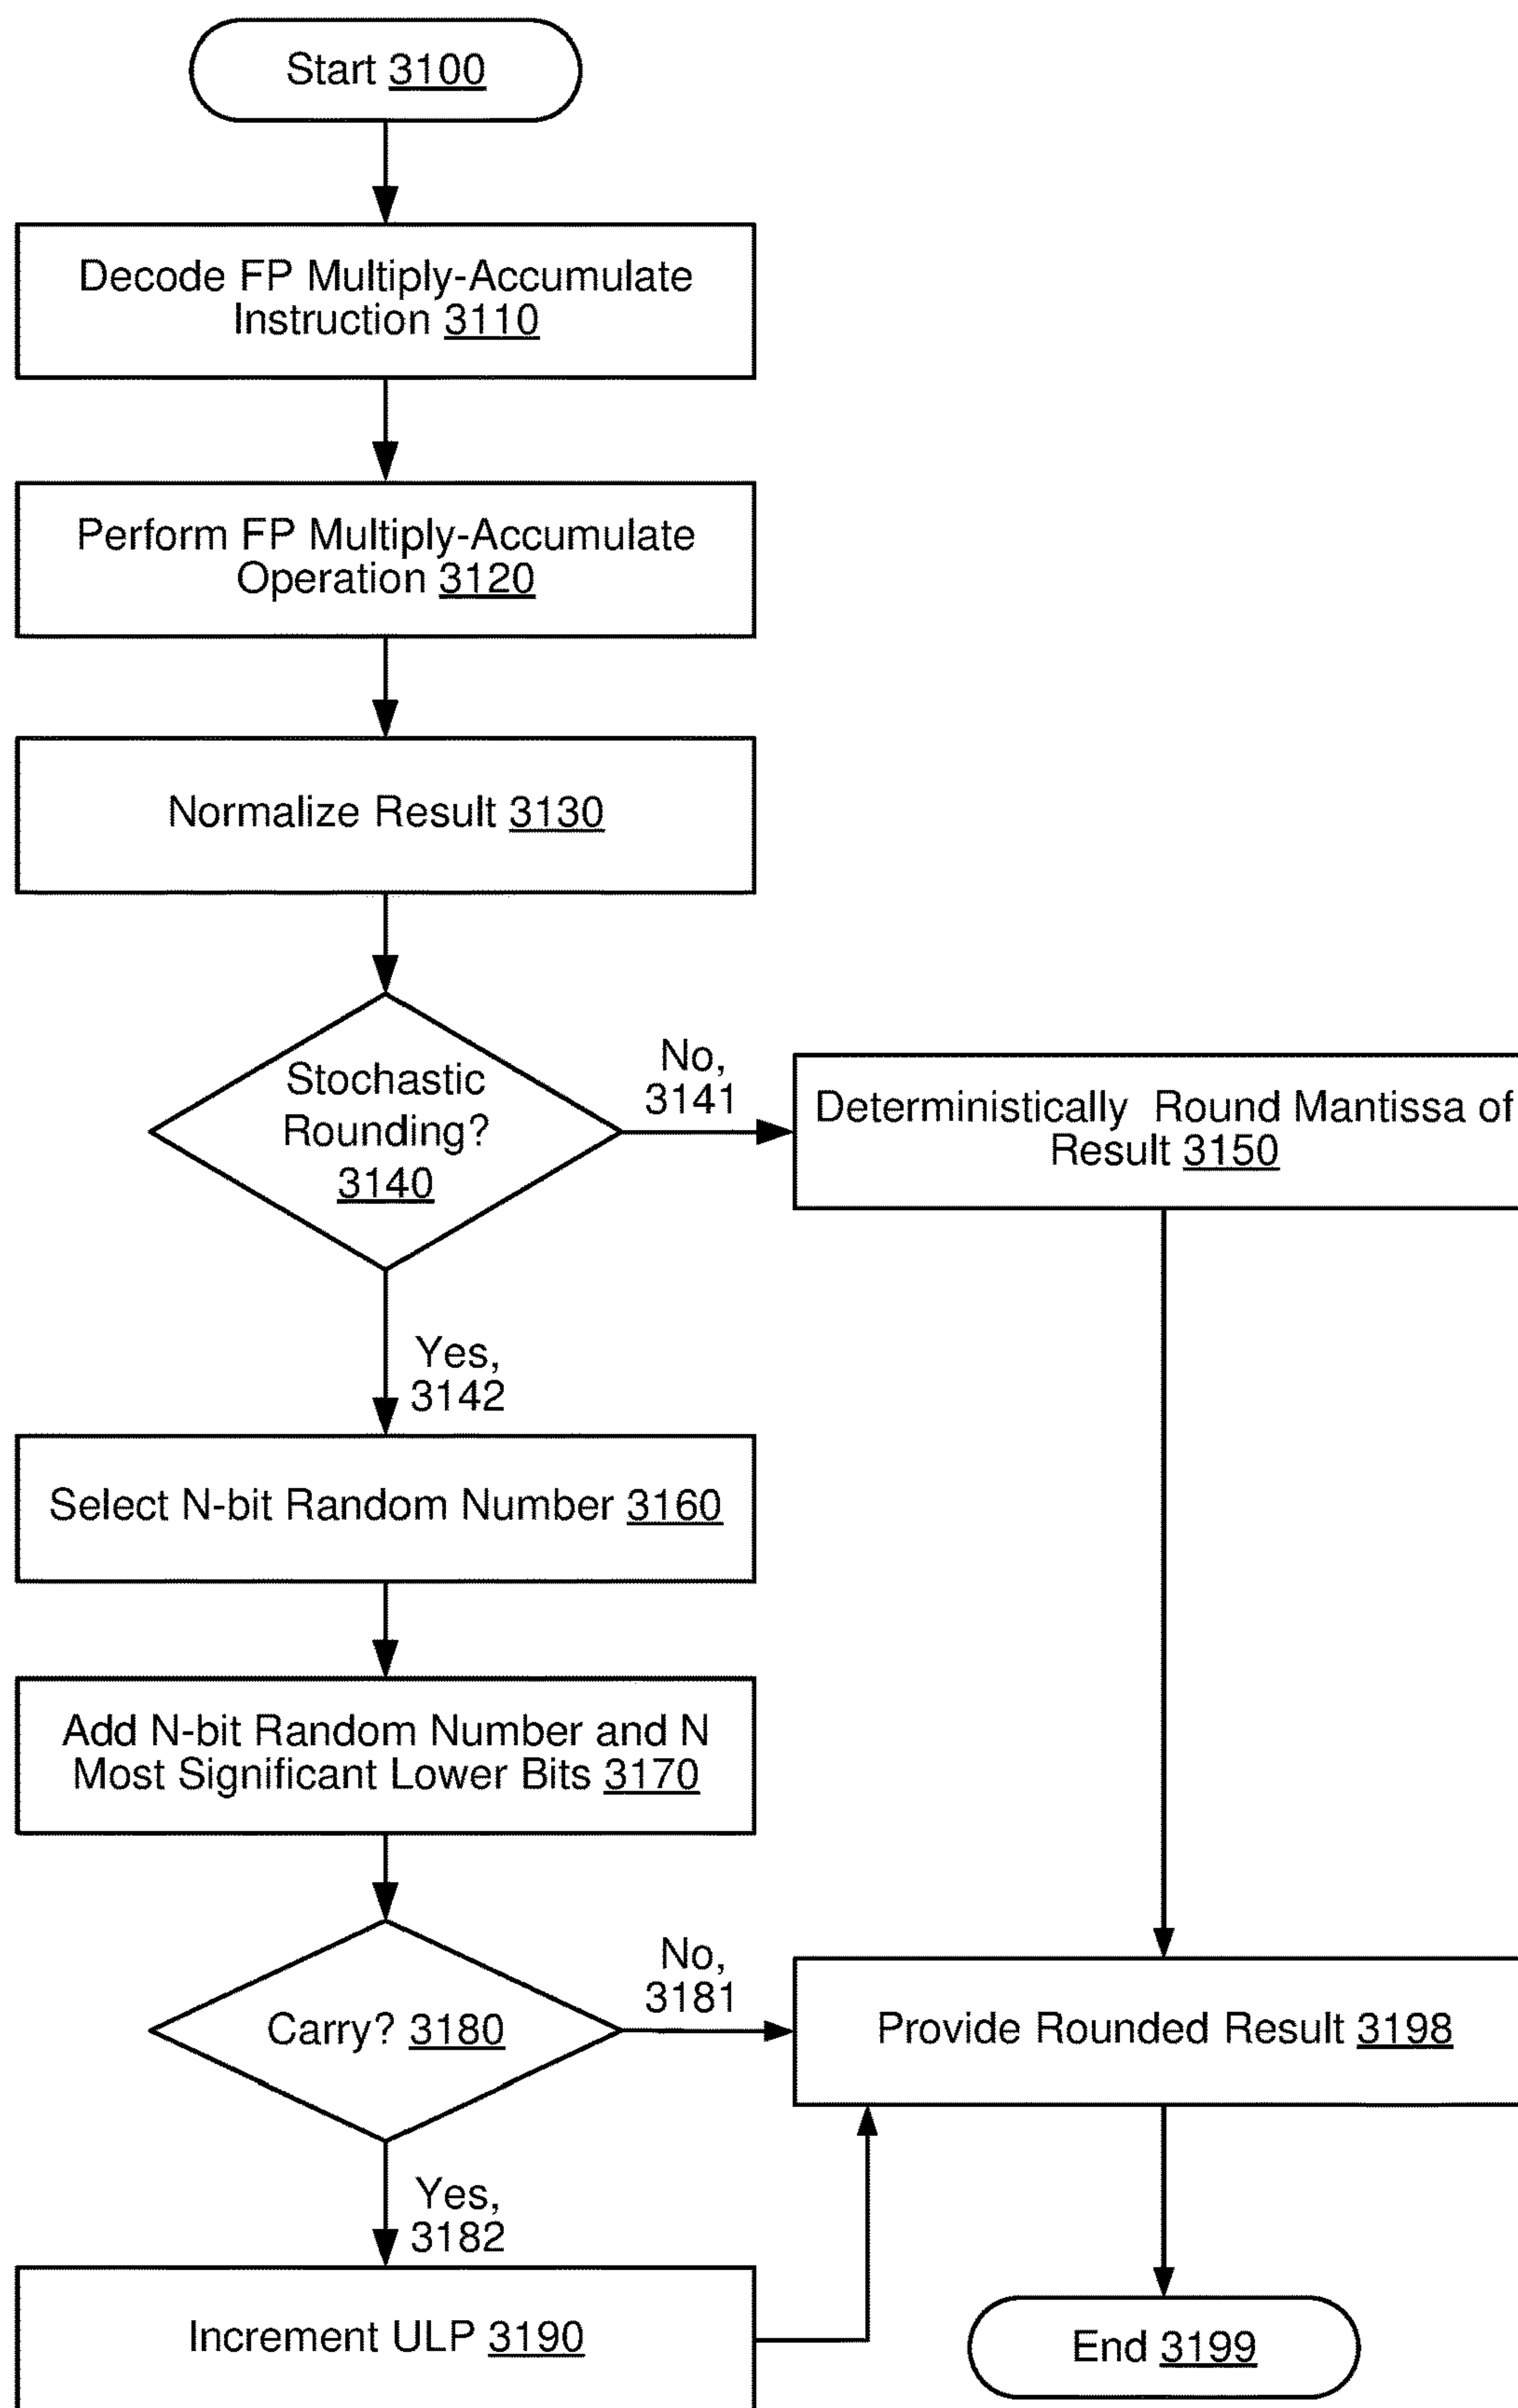 Start 3100
Decode FP Multiply-Accumulate
Instruction 3110
Perform FP Multiply-Accumulate
Operation 3120
Normalize Result 3130
Stochastic
Rounding?
3140
No,
3141
Deterministically Round Mantissa of
Result 3150
Yes,
3142
Select N-bit Random Number 3160
Add N-bit Random Number and N
Most Significant Lower Bits 3170
Carry? 3180
No,
3181
Provide Rounded Result 3198
Yes,
3182
Increment ULP 3190
End 3199